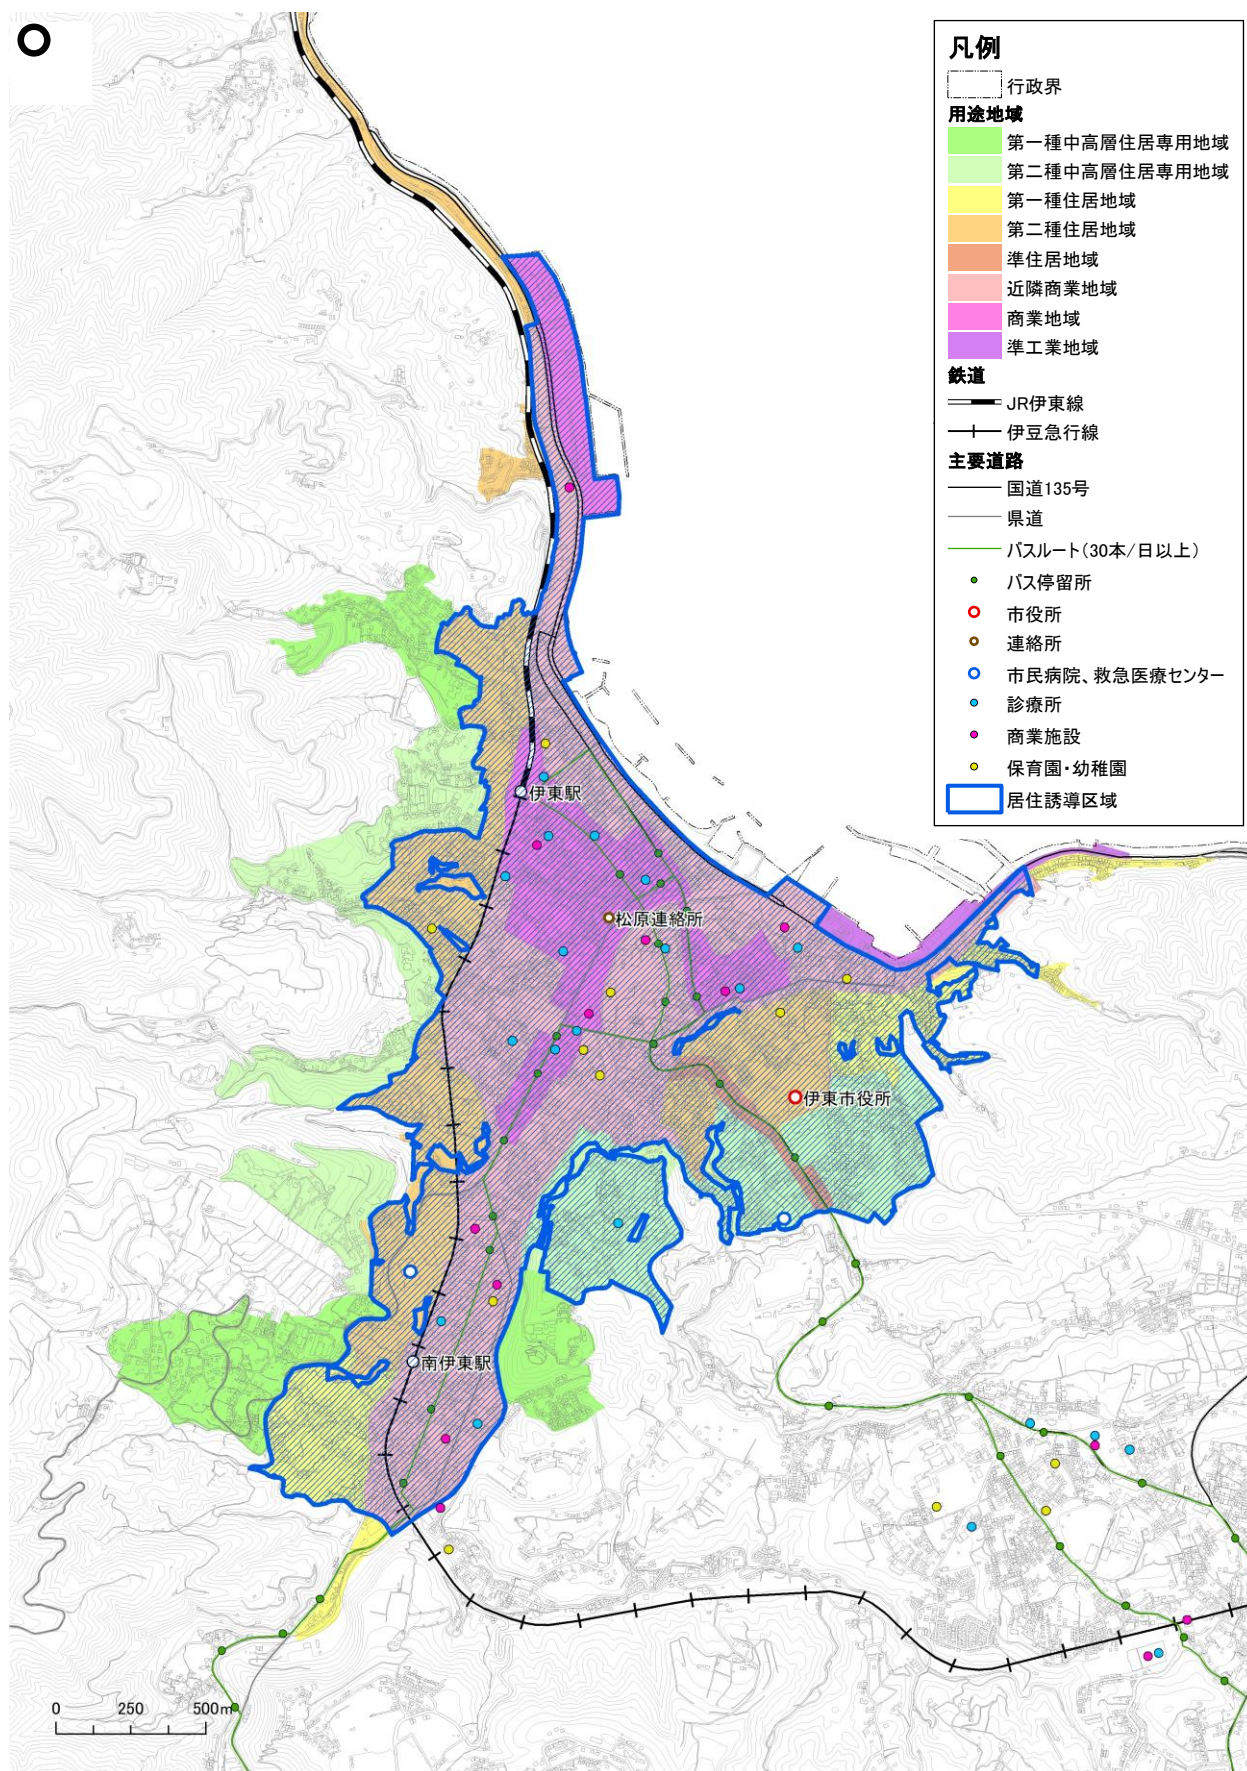 凡例
行政界
用途地域
第一種中高層住居専用地域
第二種中高層住居専用地域
第一種住居地域
第二種住居地域
準住居地域
近隣商業地域
商業地域
準工業地域
鉄道
JR伊東線
伊豆急行線
主要道路
国道135号
県道
バスルート(30本/日以上)
バス停留所
市役所
連絡所
市民病院、救急医療センター
診療所
商業施設
保育園・幼稚園
居住誘導区域
伊東駅
松原連絡所
伊東市役所
南伊東駅
0 250 500m